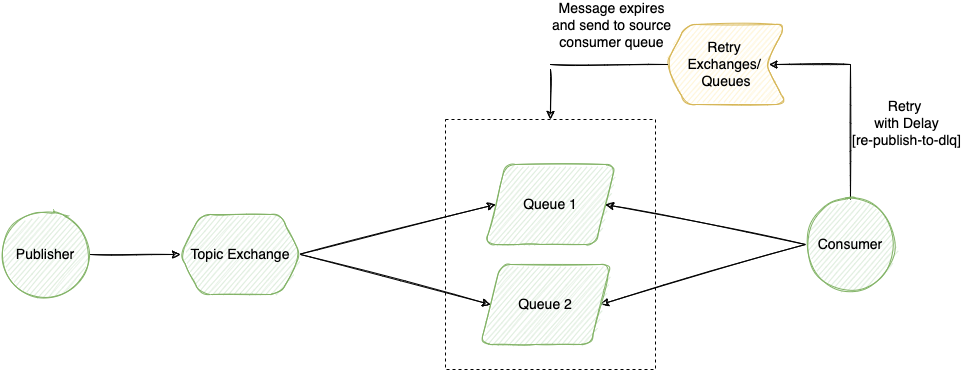 Message expires
and send to source
consumer queue
Retry
Exchanges/
Queues
Retry
with Delay
[re-publish-to-dlq]
Queue 1
Publisher
Topic Exchange
Consumer
Queue 2